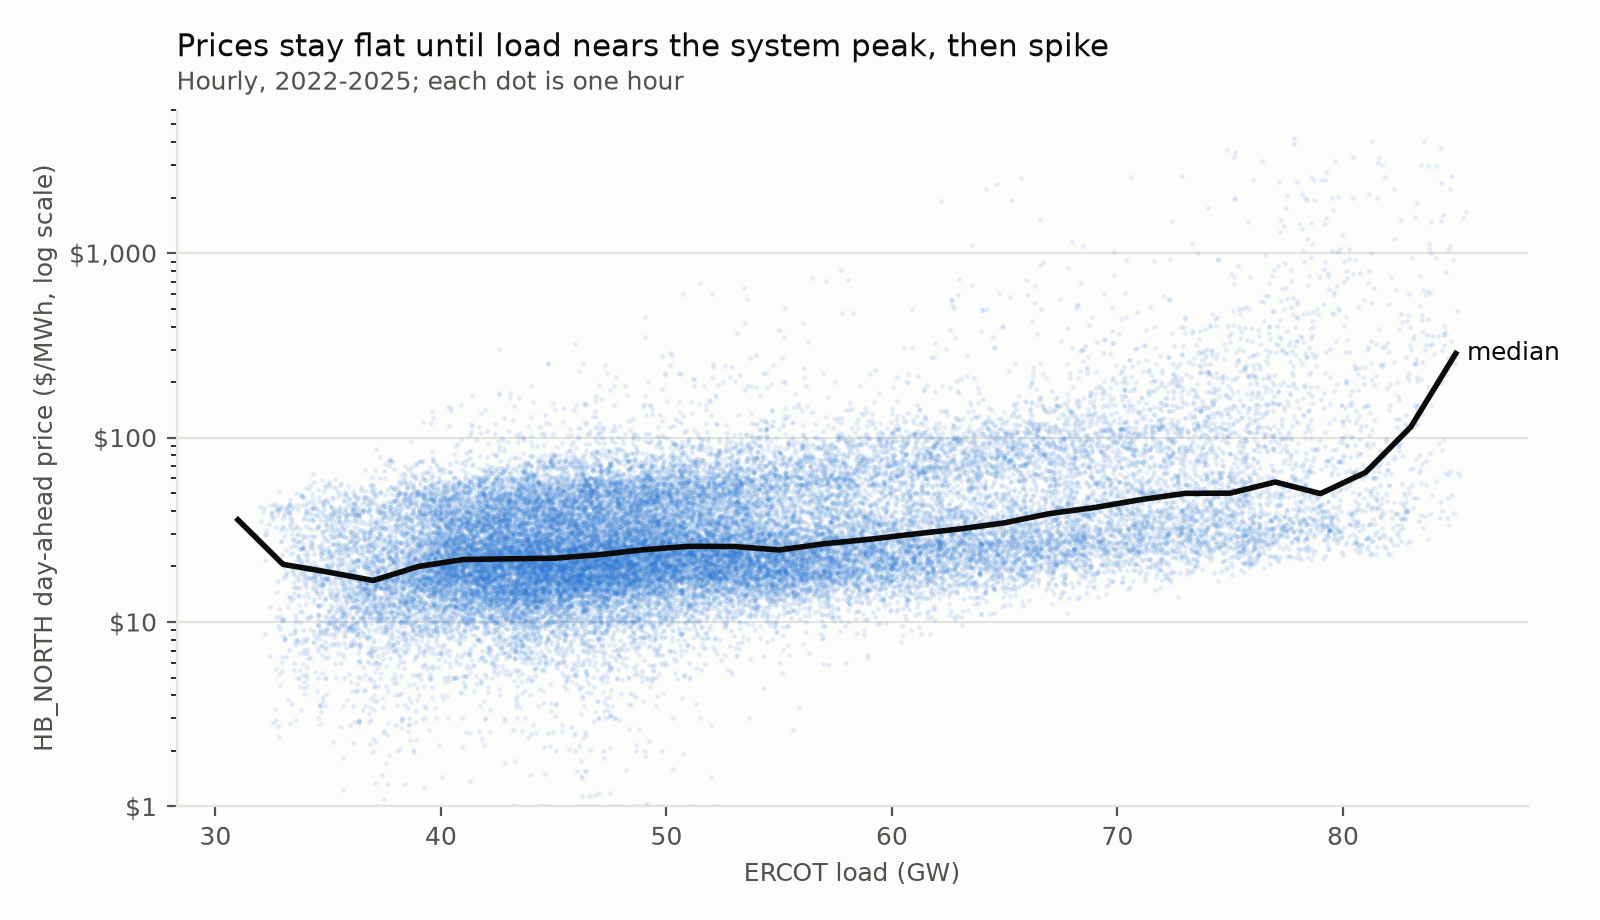 Prices stay flat until load nears the system peak, then spike
Hourly, 2022-2025; each dot is one hour
HB_NORTH day-ahead price ($/MWh, log scale)
$1,000
$100
$10
$1
median
30 40 50 60 70 80
ERCOT load (GW)